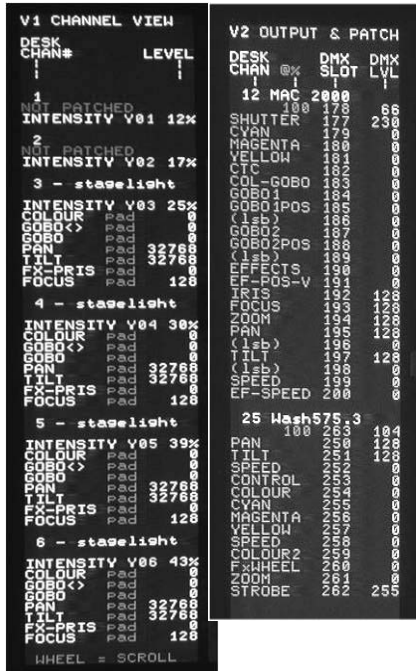 V1 CHANNEL VIEW
DESK
CHAN# LEVEL
1
NOT PATCHED
INTENSITY Y01 12%
2
NOT PATCHED
INTENSITY Y02 17%
3 - stagelight
INTENSITY Y03 25%
COLOUR pad 0
GOBO<> pad 0
GOBO pad 0
PAN pad 32768
TILT pad 32768
FX-PRIS pad 0
FOCUS pad 128
4 - stagelight
INTENSITY Y04 30%
COLOUR pad 0
GOBO<> pad 0
GOBO pad 0
PAN pad 32768
TILT pad 32768
FX-PRIS pad 0
FOCUS pad 128
5 - stagelight
INTENSITY Y05 39%
COLOUR pad 0
GOBO<> pad 0
GOBO pad 0
PAN pad 32768
TILT pad 32768
FX-PRIS pad 0
FOCUS pad 128
6 - stagelight
INTENSITY Y06 43%
COLOUR pad 0
GOBO<> pad 0
GOBO pad 0
PAN pad 32768
TILT pad 32768
FX-PRIS pad 0
FOCUS pad 128
WHEEL = SCROLL
V2 OUTPUT & PATCH
DESK DMX DMX
CHAN @% SLOT LVL
12 MAC 2000
100 178 66
SHUTTER 177 230
CYAN 179 0
MAGENTA 180 0
YELLOW 181 0
CTC 182 0
COL-GOBO 183 0
GOBO1 184 0
GOBO1POS 185 0
(lsb) 186 0
GOBO2 187 0
GOBO2POS 188 0
(lsb) 189 0
EFFECTS 190 0
EF-POS-V 191 0
IRIS 192 128
FOCUS 193 128
ZOOM 194 128
PAN 195 128
(lsb) 196 0
TILT 197 128
(lsb) 198 0
SPEED 199 0
EF-SPEED 200 0
25 Wash575.3
100 263 104
PAN 250 128
TILT 251 128
SPEED 252 0
CONTROL 253 0
COLOUR 254 0
CYAN 255 0
MAGENTA 256 0
YELLOW 257 0
SPEED 258 0
COLOUR2 259 0
FxWHEEL 260 0
ZOOM 261 0
STROBE 262 255